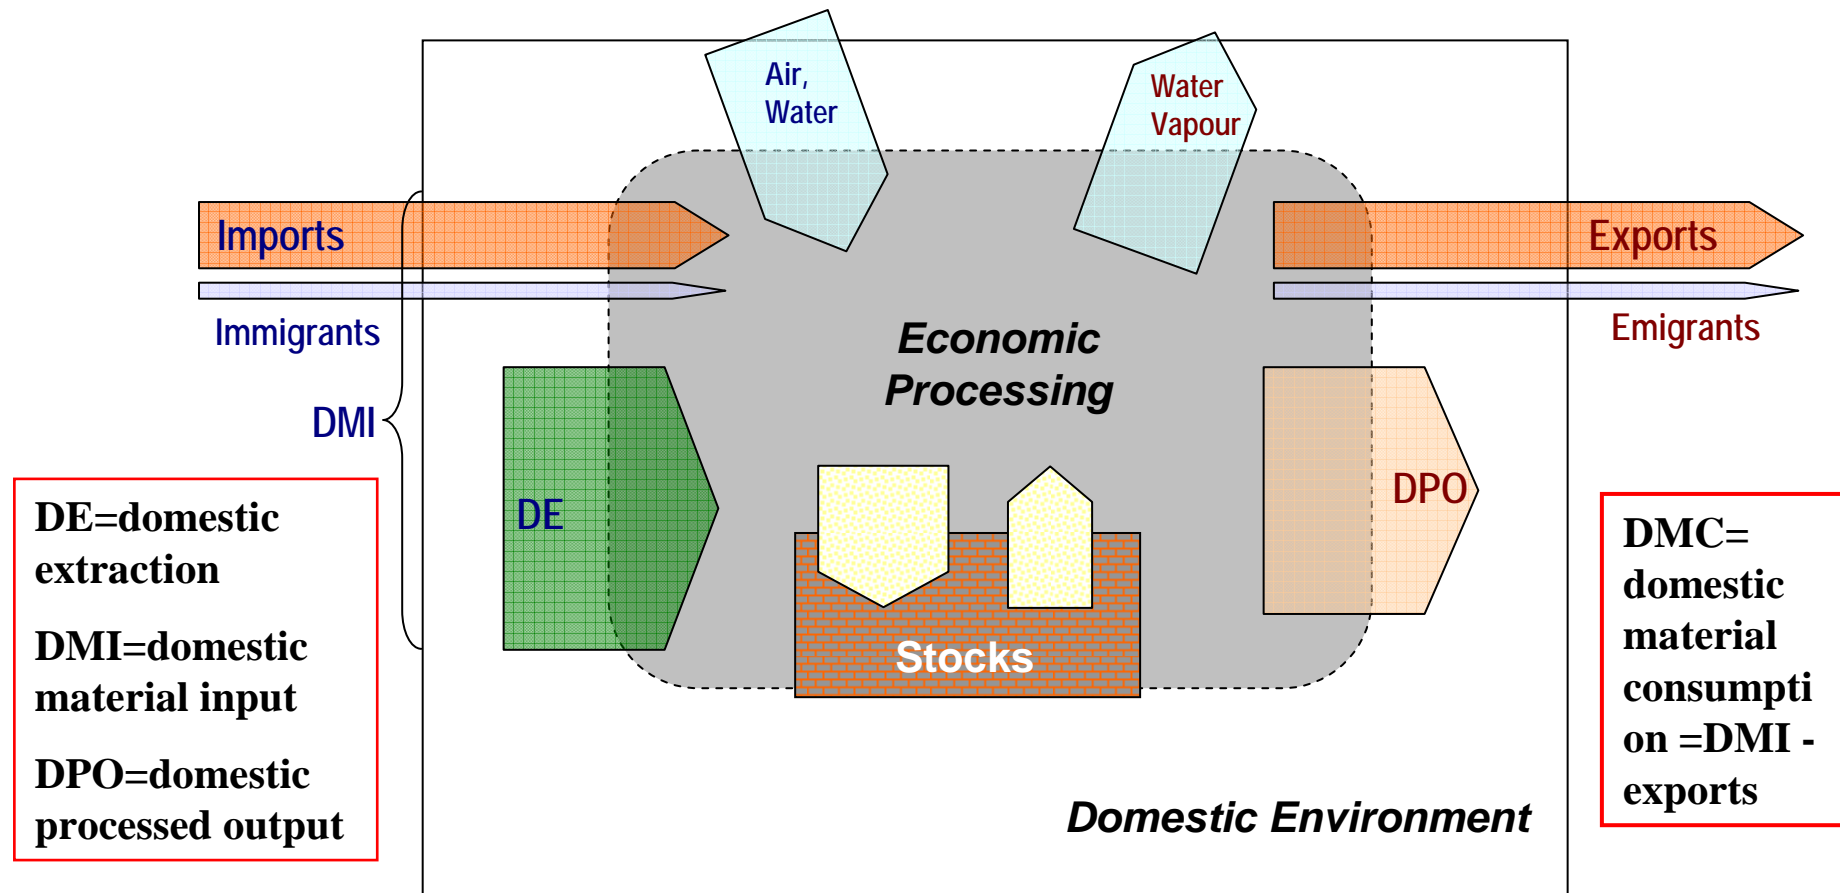 Air,
Water
Water
Vapour
Imports
Exports
Immigrants
Emigrants
Economic
Processing
DMI
DE
DPO
Stocks
DE=domestic
extraction
DMI=domestic
material input
DPO=domestic
processed output
DMC=
domestic
material
consumpti
on =DMI -
exports
Domestic Environment